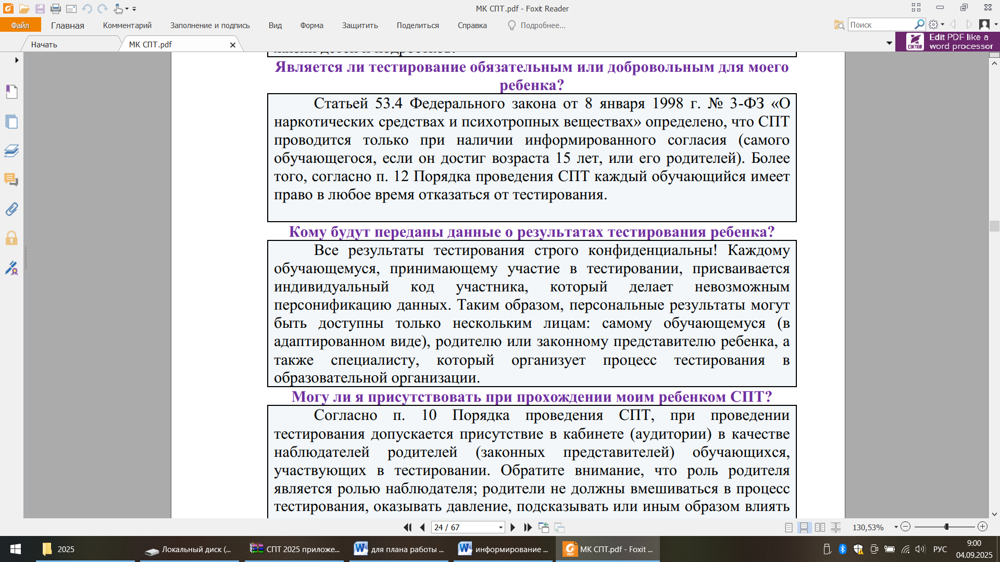 МК СПТ.pdf - Foxit Reader
Файл Главная Комментарий Заполнение и подпись Вид Форма Защитить Поделиться Справка Подробнее... Поиск
Начать МК СПТ.pdf
Edit PDF like a
word processor
EDITOR
Является ли тестирование обязательным или добровольным для моего
ребенка?
Статьей 53.4 Федерального закона от 8 января 1998 г. № 3-ФЗ «О
наркотических средствах и психотропных веществах» определено, что СПТ
проводится только при наличии информированного согласия (самого
обучающегося, если он достиг возраста 15 лет, или его родителей). Более
того, согласно п. 12 Порядка проведения СПТ каждый обучающийся имеет
право в любое время отказаться от тестирования.
Кому будут переданы данные о результатах тестирования ребенка?
Все результаты тестирования строго конфиденциальны! Каждому
обучающемуся, принимающему участие в тестировании, присваивается
индивидуальный код участника, который делает невозможным
персонификацию данных. Таким образом, персональные результаты могут
быть доступны только нескольким лицам: самому обучающемуся (в
адаптированном виде), родителю или законному представителю ребенка, а
также специалисту, который организует процесс тестирования в
образовательной организации.
Могу ли я присутствовать при прохождении моим ребенком СПТ?
Согласно п. 10 Порядка проведения СПТ, при проведении
тестирования допускается присутствие в кабинете (аудитории) в качестве
наблюдателей родителей (законных представителей) обучающихся,
участвующих в тестировании. Обратите внимание, что роль родителя
является ролью наблюдателя; родители не должны вмешиваться в процесс
тестирования, оказывать давление, подсказывать или иным образом влиять
24 / 67
130,53%
2025 Локальный диск (... СПТ 2025 приложе... для плана работы ... информирование ... МК СПТ.pdf - Foxit ...
РУС
9:00
04.09.2025